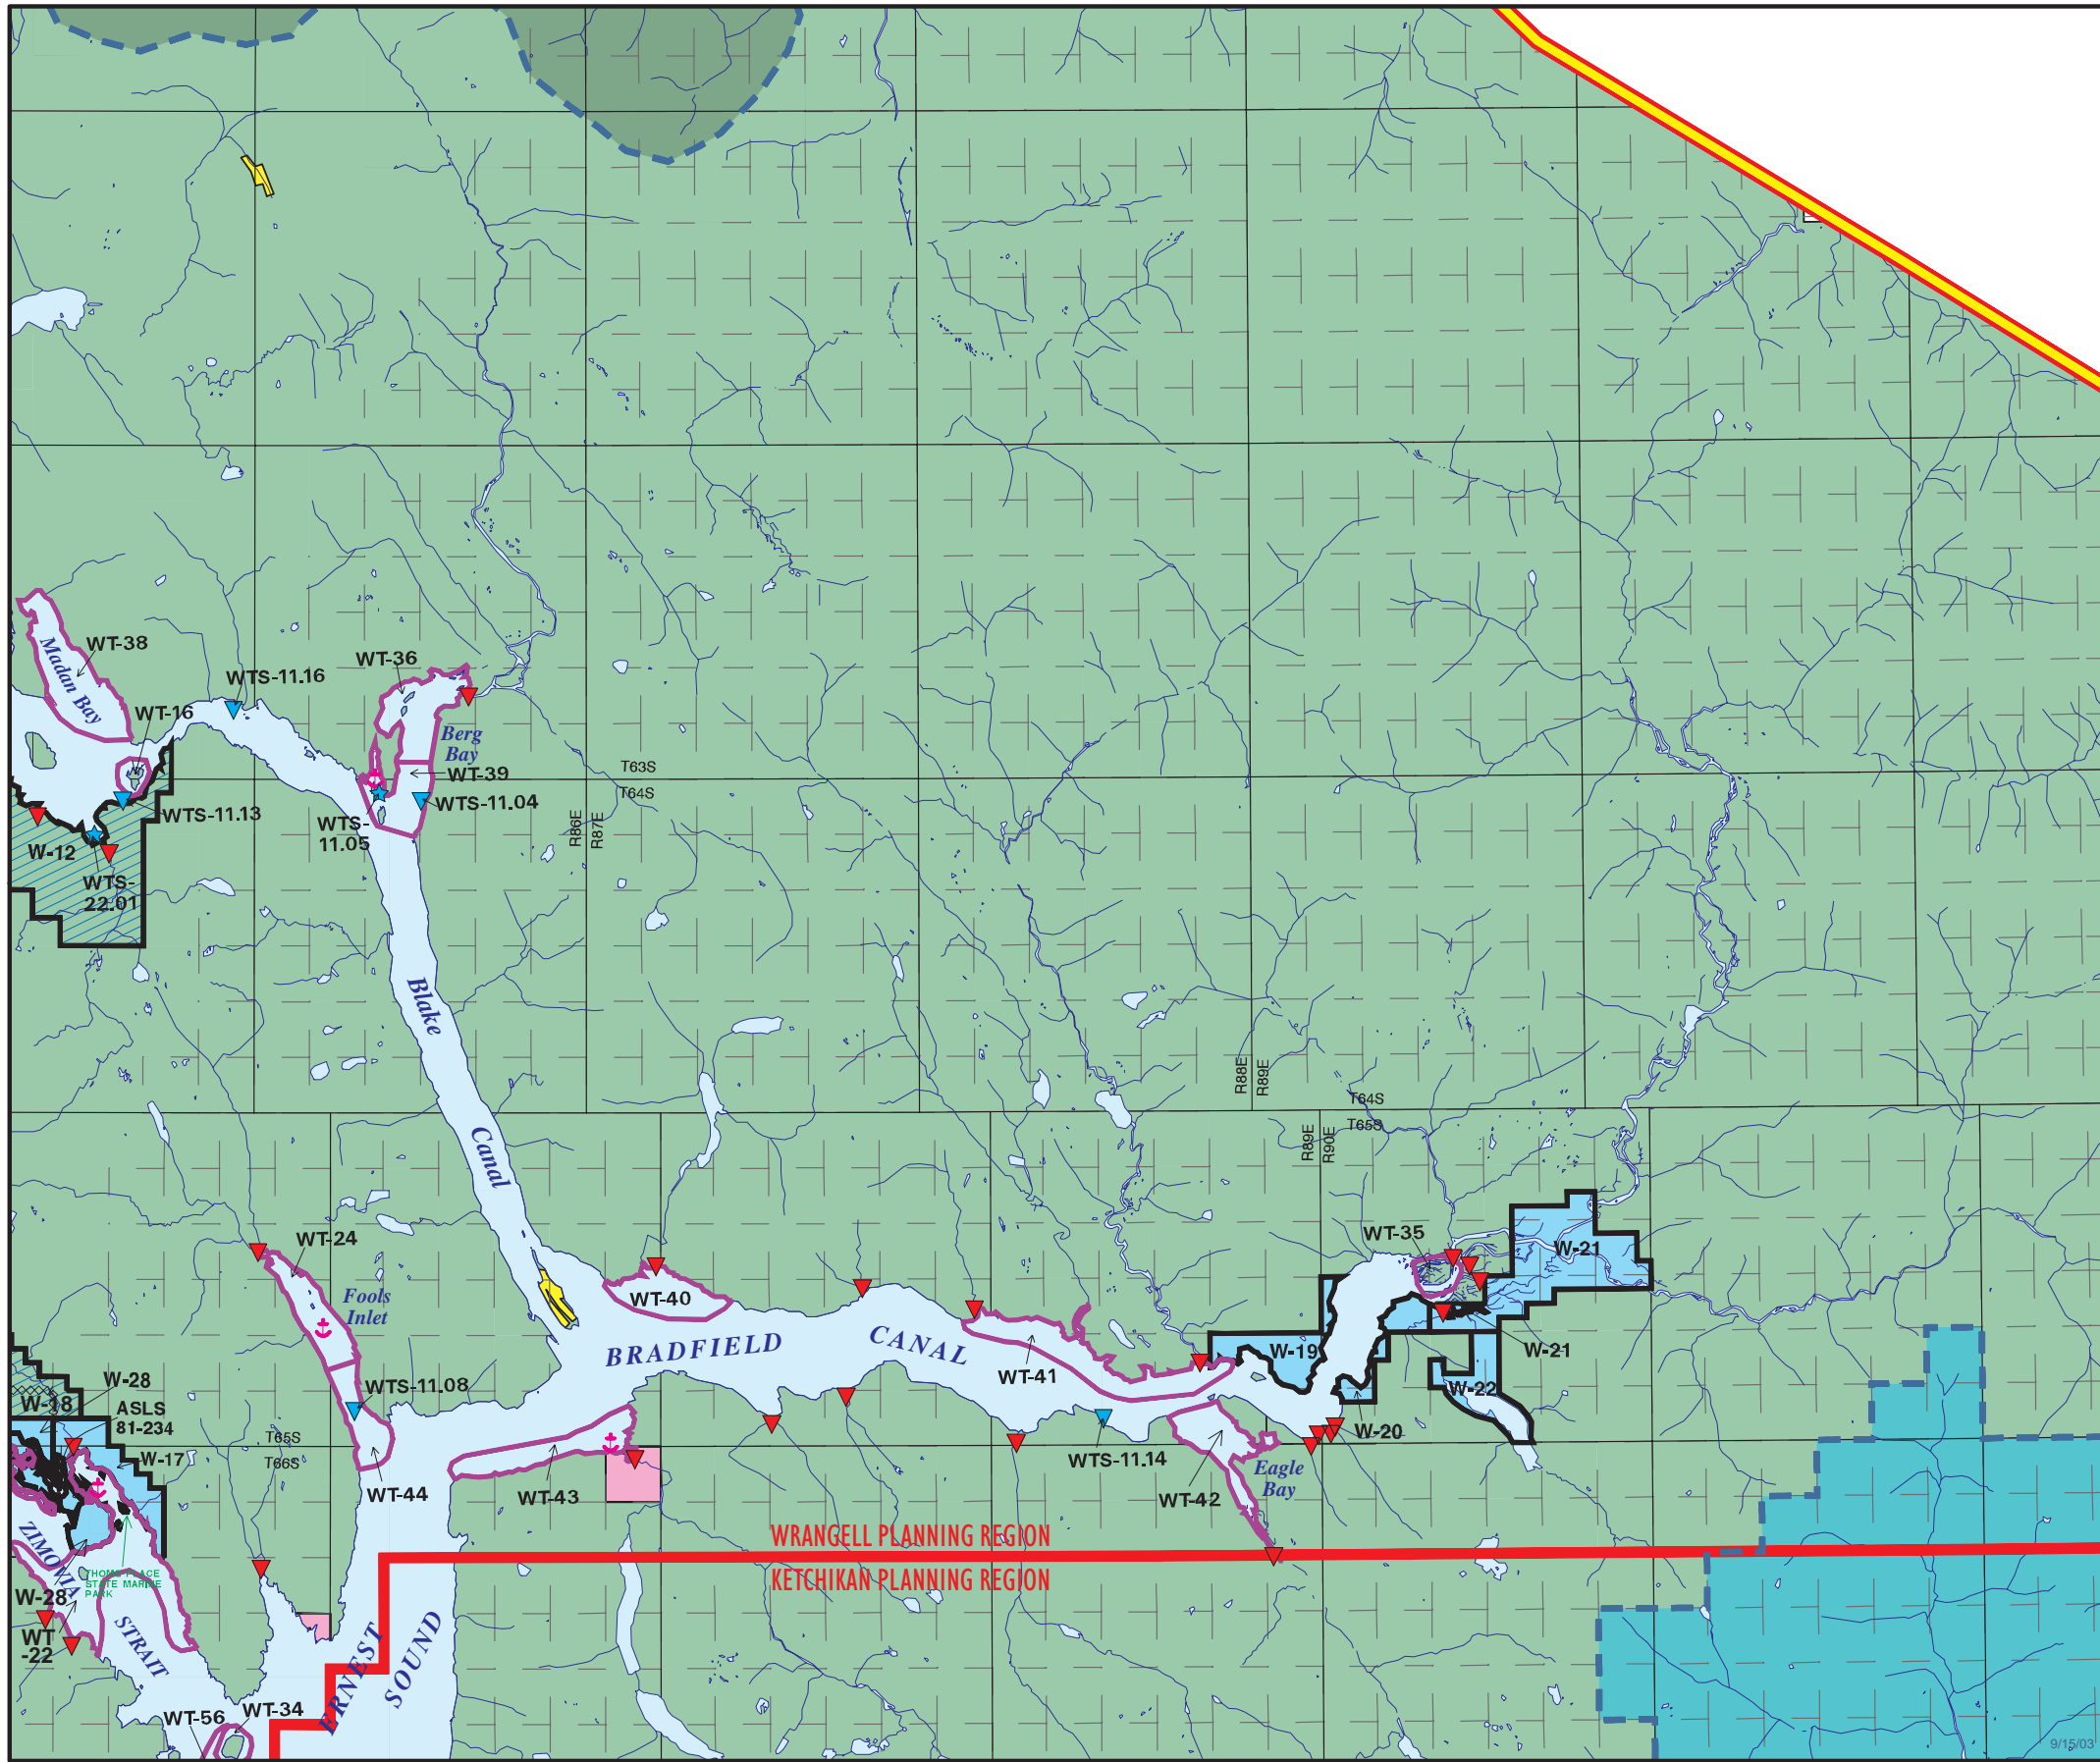 WT-38
Madan Bay
WTS-11.16
WT-36
WT-16
Berg
Bay
T63S
WT-39
T64S
WTS-11.04
WTS-11.13
WTS-
11.05
R86E
R87E
W-12
WTS-
22.01
Blake
Canal
R88E
R89E
T64S
T65S
R89E
R90E
WT-24
WT-35
W-21
Fools
Inlet
WT-40
BRADFIELD
CANAL
WT-41
W-19
W-21
W-28
WTS-11.08
W-22
W-18
ASLS
81-234
W-20
T65S
T66S
W-17
WTS-11.14
Eagle
Bay
WT-44
WT-43
WT-42
WRANGELL PLANNING REGION
KETCHIKAN PLANNING REGION
ZIMOVIA
STRAIT
THOMS PLACE
STATE MARINE
PARK
W-28
WT
-22
ERNEST
SOUND
WT-56
WT-34
9/15/03